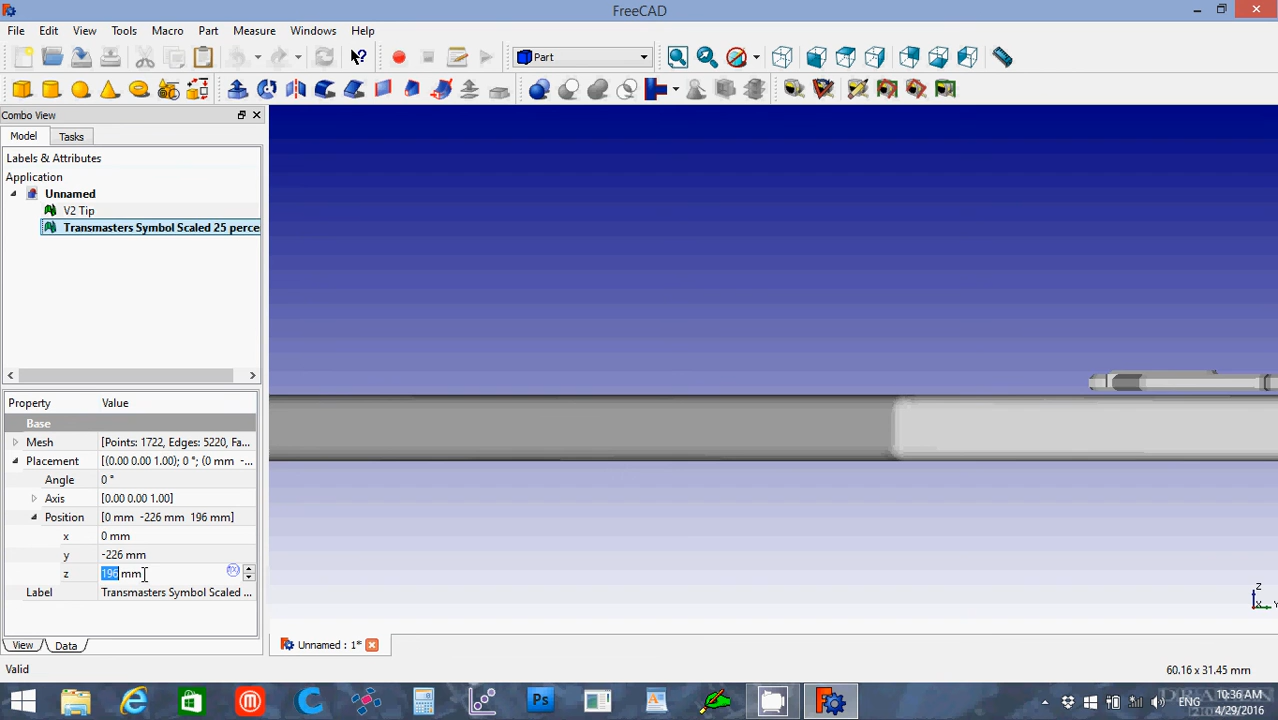 FreeCAD
File Edit View Tools Macro Part Measure Windows Help
Part
Combo View
Model Tasks
Labels & Attributes
Application
Unnamed
V2 Tip
Transmasters Symbol Scaled 25 perce
Property Value
Base
Mesh [Points: 1722, Edges: 5220, Fa...
Placement [(0.00 0.00 1.00); 0 °; (0 mm -...
Angle 0 °
Axis [0.00 0.00 1.00]
Position [0 mm -226 mm 196 mm]
x 0 mm
y -226 mm
z 196 mm
Label Transmasters Symbol Scaled ...
View Data
Unnamed : 1*
Z
X Y
Valid
60.16 x 31.45 mm
ENG
10:36 AM
4/29/2016